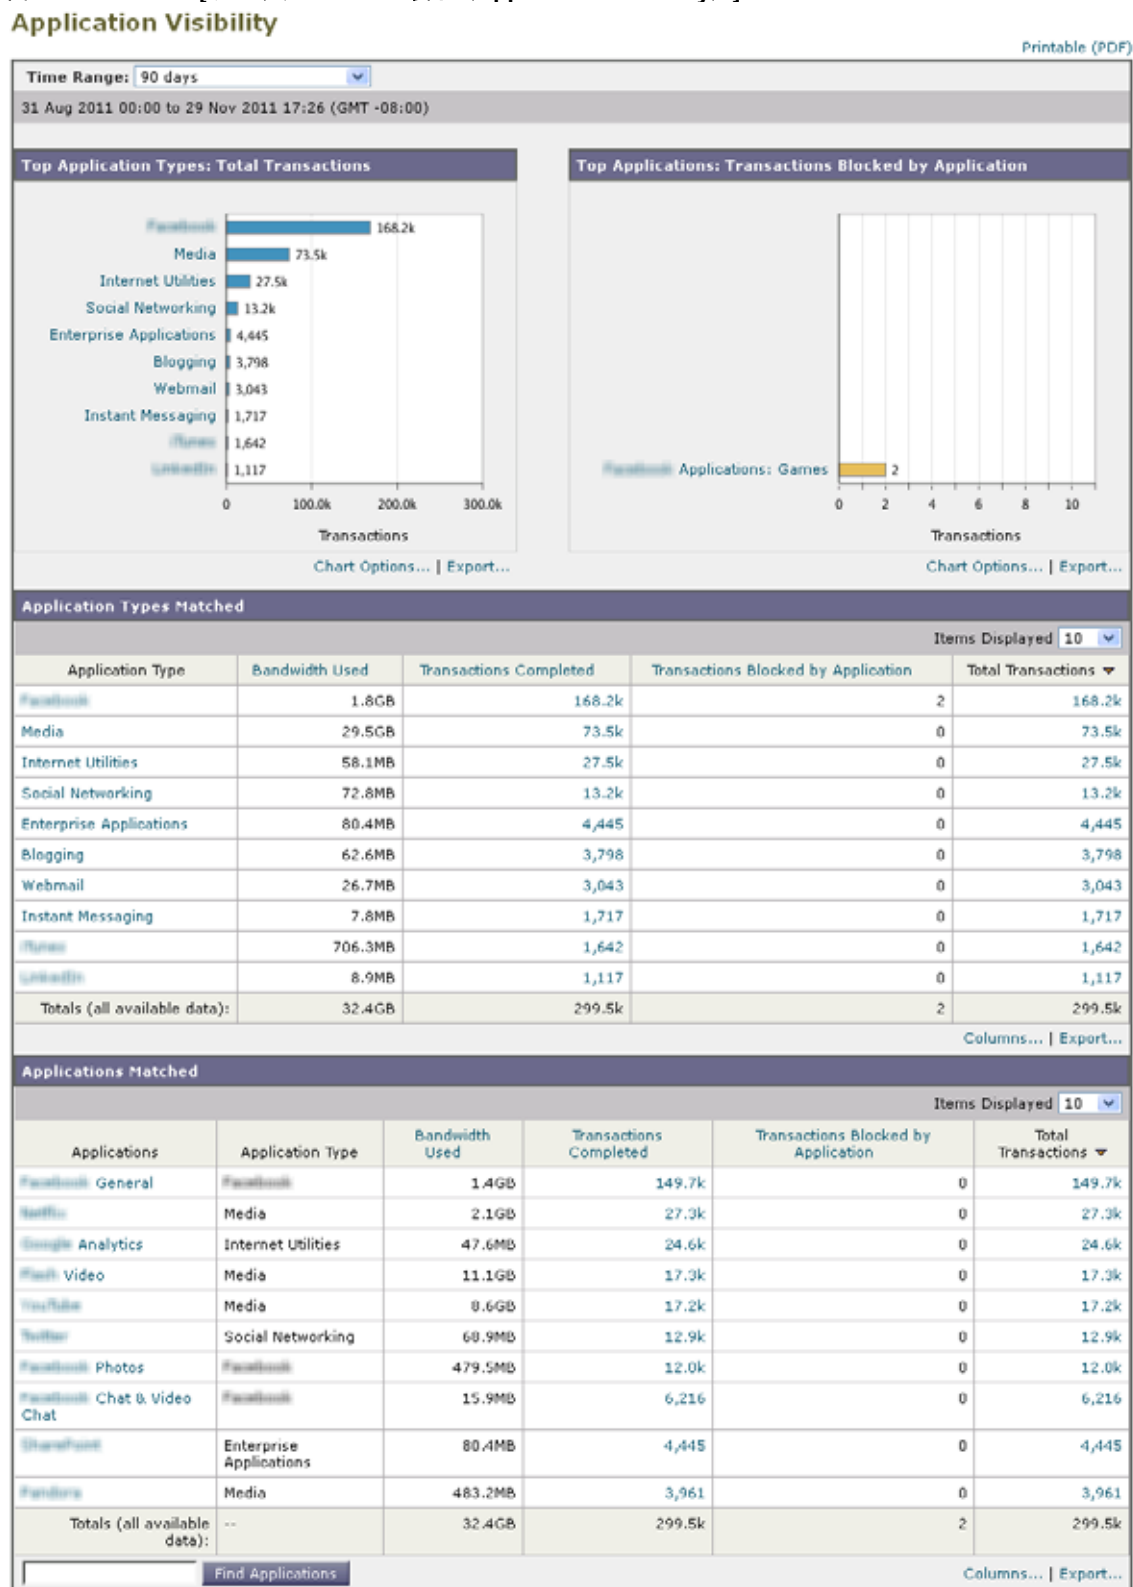 Application Visibility
Printable (PDF)
Time Range: 90 days
31 Aug 2011 00:00 to 29 Nov 2011 17:26 (GMT -08:00)
Top Application Types: Total Transactions
168.2k
Media 73.5k
Internet Utilities 27.5k
Social Networking 13.2k
Enterprise Applications 4,445
Blogging 3,798
Webmail 3,043
Instant Messaging 1,717
1,642
1,117
0 100.0k 200.0k 300.0k
Transactions
Chart Options... | Export...
Top Applications: Transactions Blocked by Application
Applications: Games 2
0 2 4 6 8 10
Transactions
Chart Options... | Export...
Application Types Matched
Items Displayed 10
Application Type Bandwidth Used Transactions Completed Transactions Blocked by Application Total Transactions
1.8GB 168.2k 2 168.2k
Media 29.5GB 73.5k 0 73.5k
Internet Utilities 58.1MB 27.5k 0 27.5k
Social Networking 72.8MB 13.2k 0 13.2k
Enterprise Applications 80.4MB 4,445 0 4,445
Blogging 62.6MB 3,798 0 3,798
Webmail 26.7MB 3,043 0 3,043
Instant Messaging 7.8MB 1,717 0 1,717
706.3MB 1,642 0 1,642
8.9MB 1,117 0 1,117
Totals (all available data): 32.4GB 299.5k 2 299.5k
Columns... | Export...
Applications Matched
Items Displayed 10
Applications Application Type Bandwidth Used Transactions Completed Transactions Blocked by Application Total Transactions
General 1.4GB 149.7k 0 149.7k
Media 2.1GB 27.3k 0 27.3k
Analytics Internet Utilities 47.6MB 24.6k 0 24.6k
Video Media 11.1GB 17.3k 0 17.3k
Media 8.6GB 17.2k 0 17.2k
Social Networking 68.9MB 12.9k 0 12.9k
Photos 479.5MB 12.0k 0 12.0k
Chat & Video 15.9MB 6,216 0 6,216
Chat
Enterprise 80.4MB 4,445 0 4,445
Applications
Media 483.2MB 3,961 0 3,961
Totals (all available -- 32.4GB 299.5k 2 299.5k
data):
Find Applications
Columns... | Export...